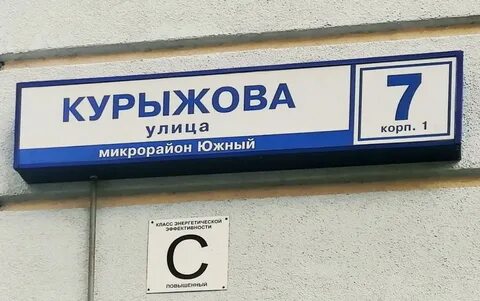 КУРЫЖОВА
улица
микрорайон Южный
7
корп. 1
КЛАСС ЭНЕРГЕТИЧЕСКОЙ
ЭФФЕКТИВНОСТИ
С
ПОВЫШЕННЫЙ